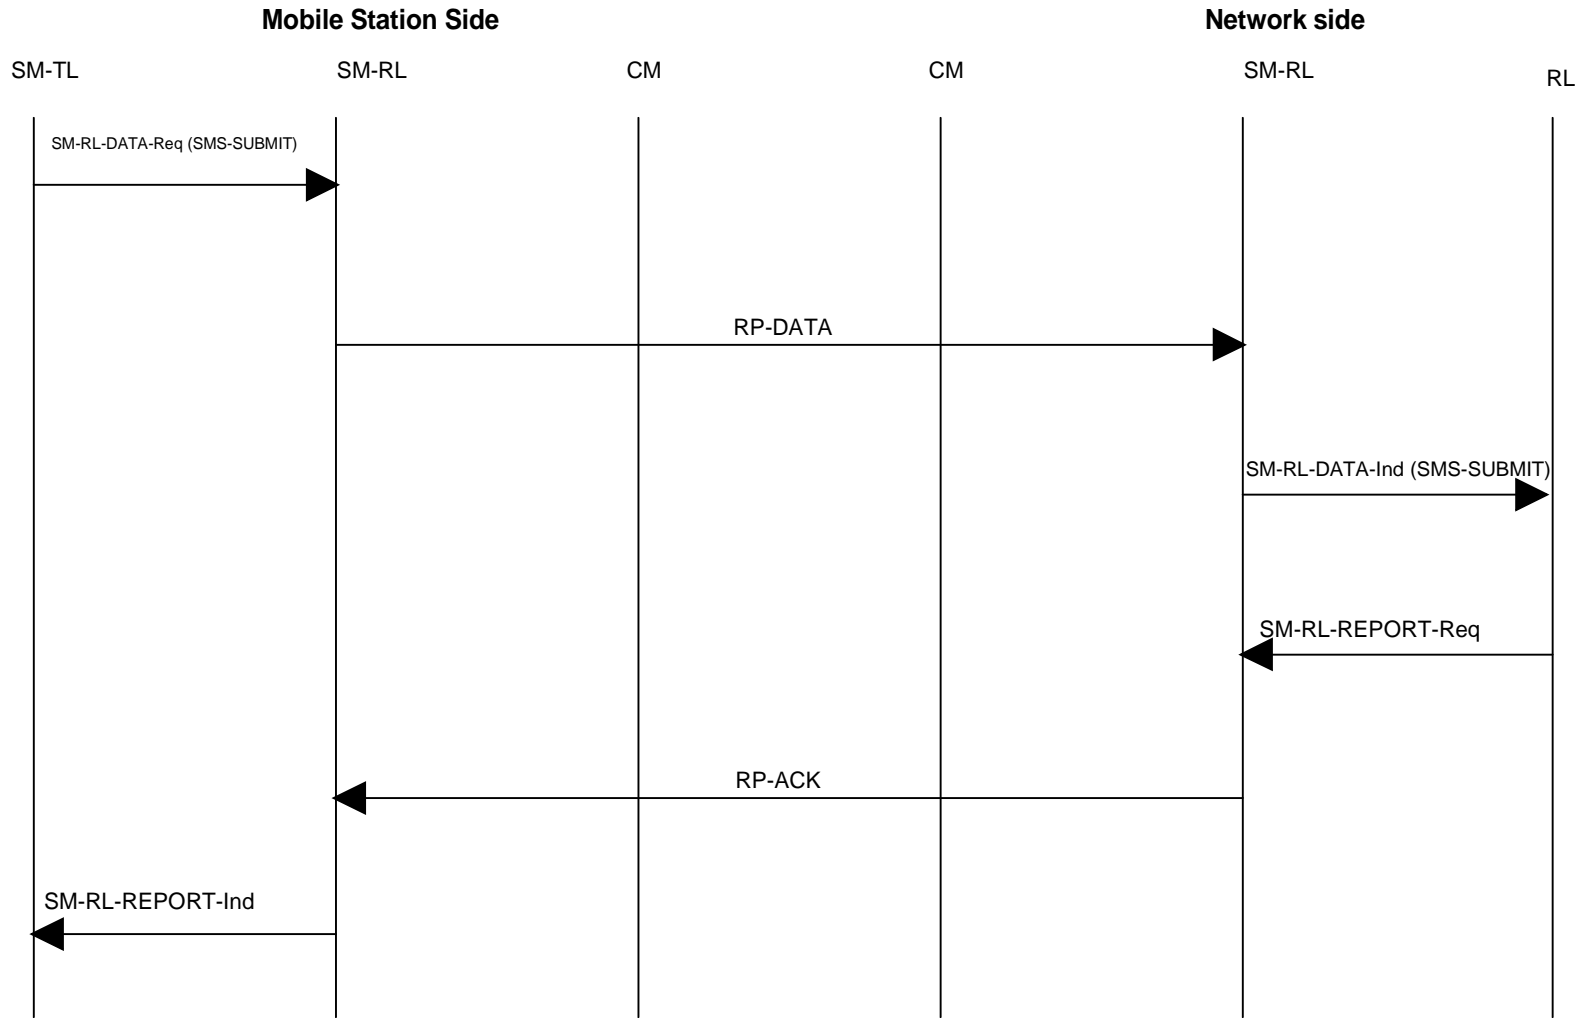 Mobile Station Side
Network side
SM-TL
SM-RL
CM
CM
SM-RL
RL
SM-RL-DATA-Req (SMS-SUBMIT)
RP-DATA
SM-RL-DATA-Ind (SMS-SUBMIT)
SM-RL-REPORT-Req
RP-ACK
SM-RL-REPORT-Ind